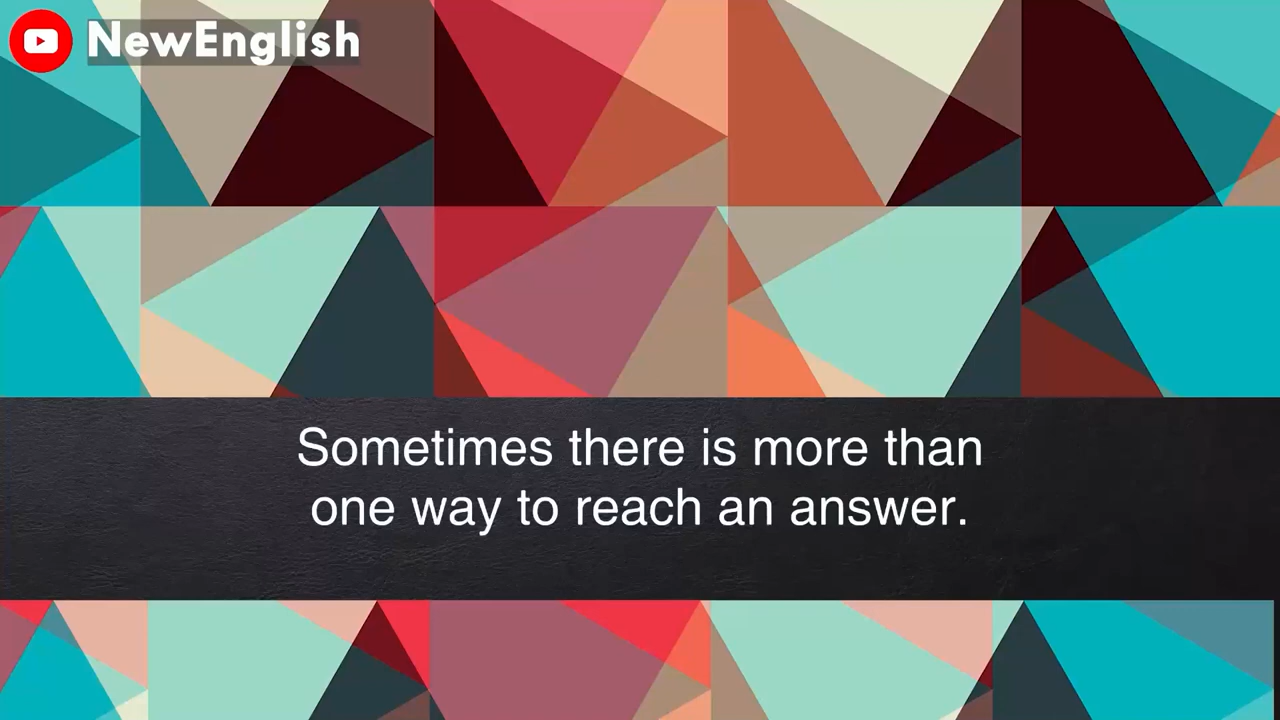 NewEnglish
Sometimes there is more than
one way to reach an answer.